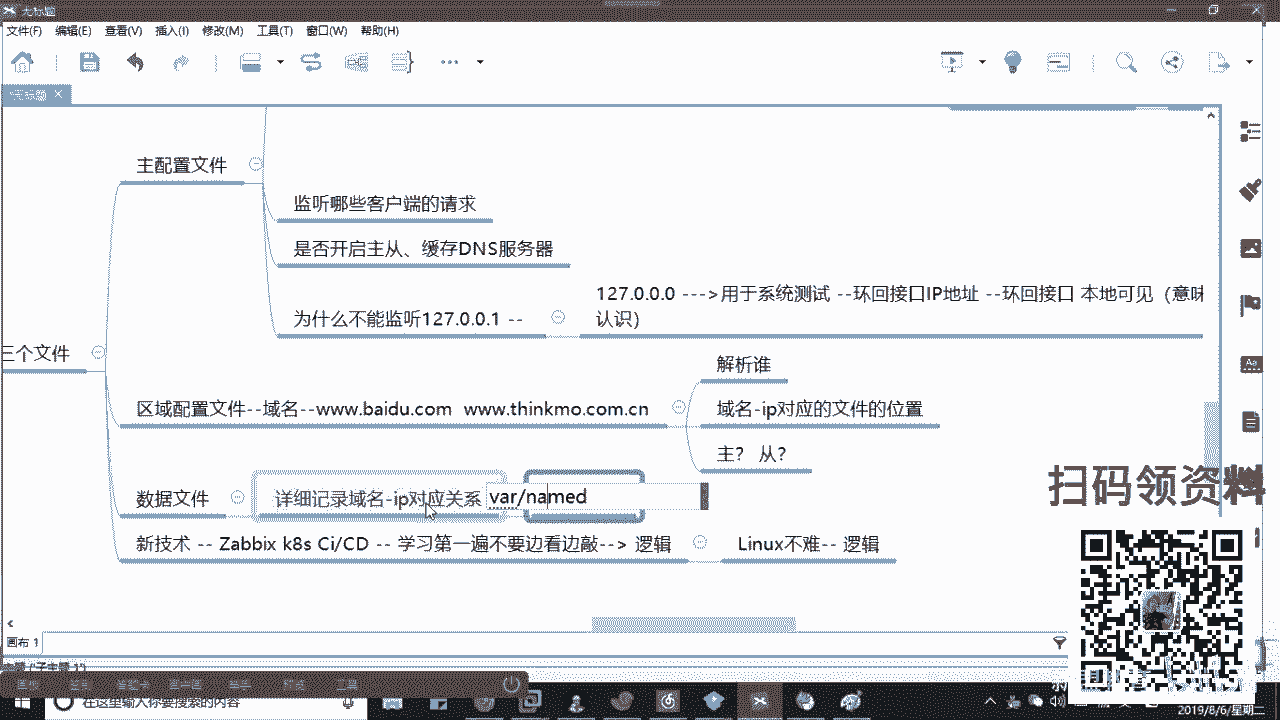 无标题
文件(F) 编辑(E) 查看(V) 插入(I) 修改(M) 工具(T) 窗口(W) 帮助(H)
*无标题
主配置文件
监听哪些客户端的请求
是否开启主从、缓存DNS服务器
127.0.0.0 --->用于系统测试 --环回接口IP地址 --环回接口 本地可见（意味
认识）
为什么不能监听127.0.0.1 --
三个文件
解析谁
区域配置文件--域名--www.baidu.com www.thinkmo.com.cn
域名-ip对应的文件的位置
主？ 从？
数据文件
详细记录域名-ip对应关系
var/named
新技术 -- Zabbix k8s Ci/CD -- 学习第一遍不要边看边敲--> 逻辑
Linux不难-- 逻辑
扫码领资料
画布 1
在这里输入你要搜索的内容
2019/8/6/星期二